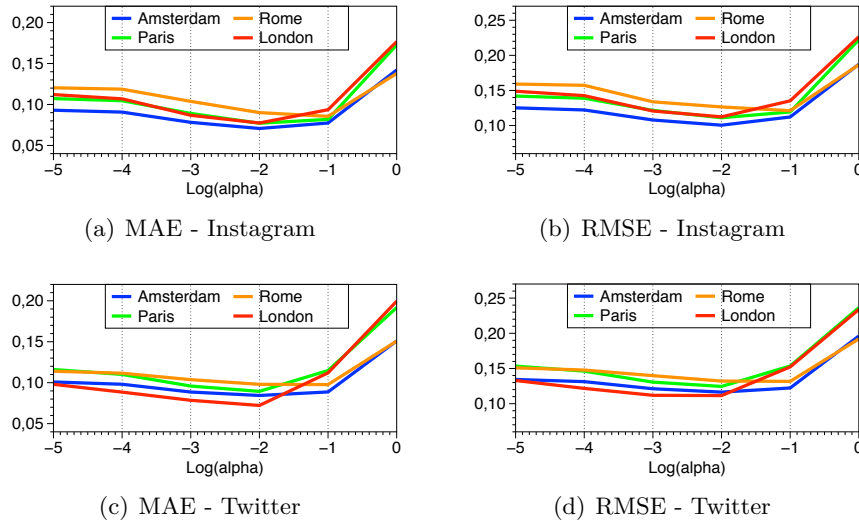 0,20
0,15
0,10
0,05
Amsterdam Rome
Paris London
−5 −4 −3 −2 −1 0
Log(alpha)
(a) MAE - Instagram
0,25
0,20
0,15
0,10
Amsterdam Rome
Paris London
−5 −4 −3 −2 −1 0
Log(alpha)
(b) RMSE - Instagram
0,20
0,15
0,10
0,05
Amsterdam Rome
Paris London
−5 −4 −3 −2 −1 0
Log(alpha)
(c) MAE - Twitter
0,25
0,20
0,15
0,10
Amsterdam Rome
Paris London
−5 −4 −3 −2 −1 0
Log(alpha)
(d) RMSE - Twitter